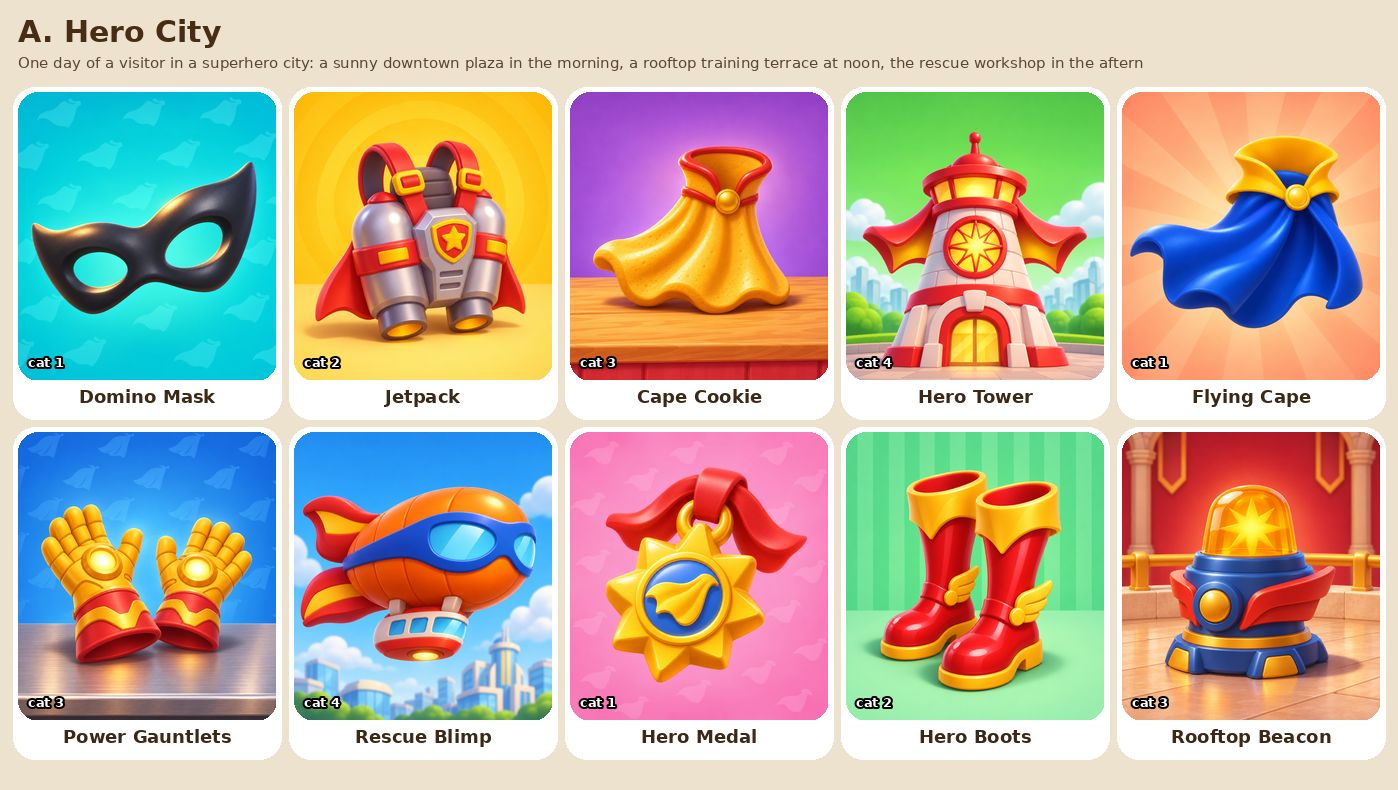 A. Hero City
One day of a visitor in a superhero city: a sunny downtown plaza in the morning, a rooftop training terrace at noon, the rescue workshop in the aftern
cat 1
Domino Mask
cat 2
Jetpack
cat 3
Cape Cookie
cat 4
Hero Tower
cat 1
Flying Cape
cat 3
Power Gauntlets
cat 4
Rescue Blimp
cat 1
Hero Medal
cat 2
Hero Boots
cat 3
Rooftop Beacon